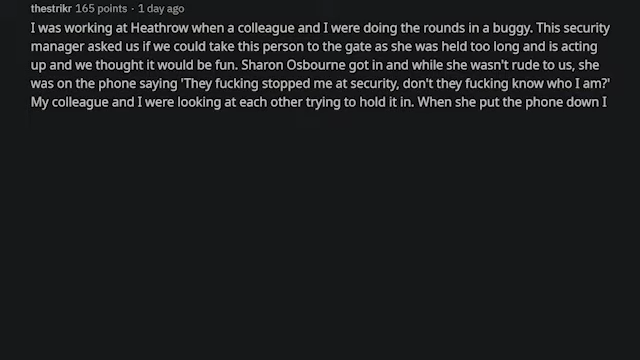 thestrikr 165 points · 1 day ago
I was working at Heathrow when a colleague and I were doing the rounds in a buggy. This security
manager asked us if we could take this person to the gate as she was held too long and is acting
up and we thought it would be fun. Sharon Osbourne got in and while she wasn't rude to us, she
was on the phone saying 'They fucking stopped me at security, don't they fucking know who I am?'
My colleague and I were looking at each other trying to hold it in. When she put the phone down I